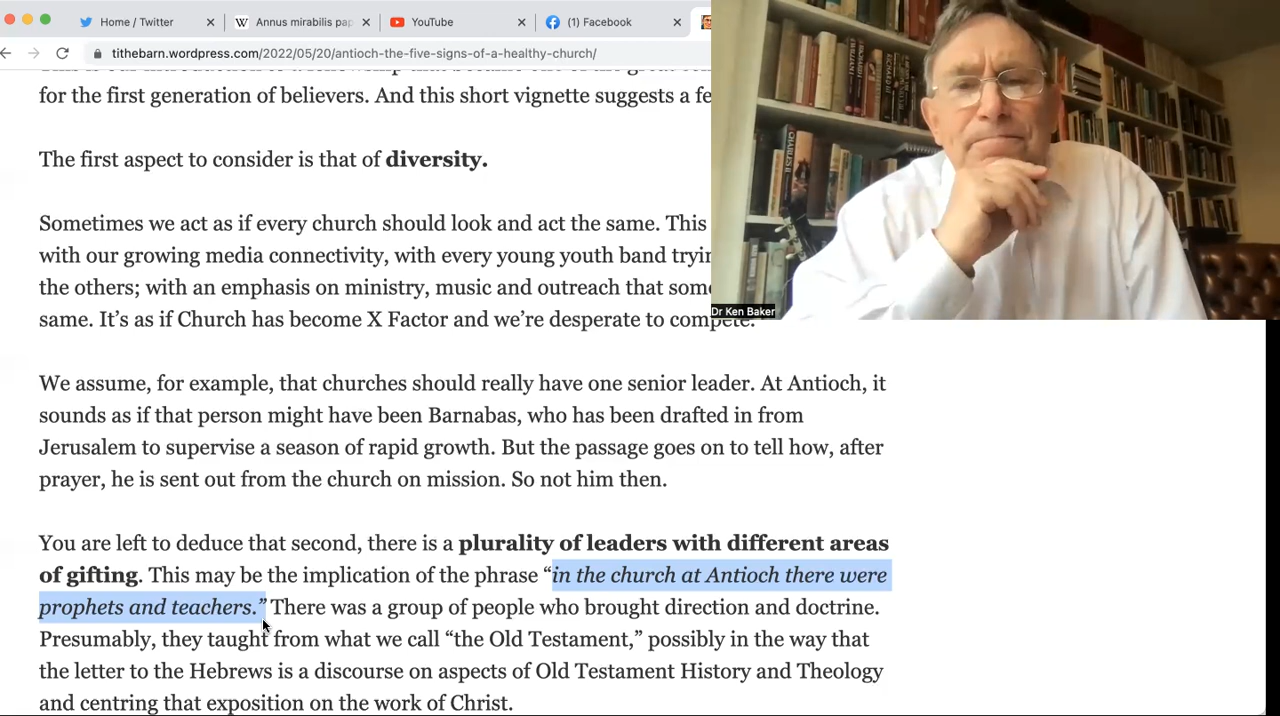 Home / Twitter
Annus mirabilis pap
YouTube
(1) Facebook
tithebarn.wordpress.com/2022/05/20/antioch-the-five-signs-of-a-healthy-church/
for the first generation of believers. And this short vignette suggests a fe
The first aspect to consider is that of diversity.
Sometimes we act as if every church should look and act the same. This
with our growing media connectivity, with every young youth band tryin
the others; with an emphasis on ministry, music and outreach that som
same. It’s as if Church has become X Factor and we’re desperate to compete.
Dr Ken Baker
We assume, for example, that churches should really have one senior leader. At Antioch, it
sounds as if that person might have been Barnabas, who has been drafted in from
Jerusalem to supervise a season of rapid growth. But the passage goes on to tell how, after
prayer, he is sent out from the church on mission. So not him then.
You are left to deduce that second, there is a plurality of leaders with different areas
of gifting. This may be the implication of the phrase “in the church at Antioch there were
prophets and teachers.” There was a group of people who brought direction and doctrine.
Presumably, they taught from what we call “the Old Testament,” possibly in the way that
the letter to the Hebrews is a discourse on aspects of Old Testament History and Theology
and centring that exposition on the work of Christ.
CHARLES II
RICHARD III